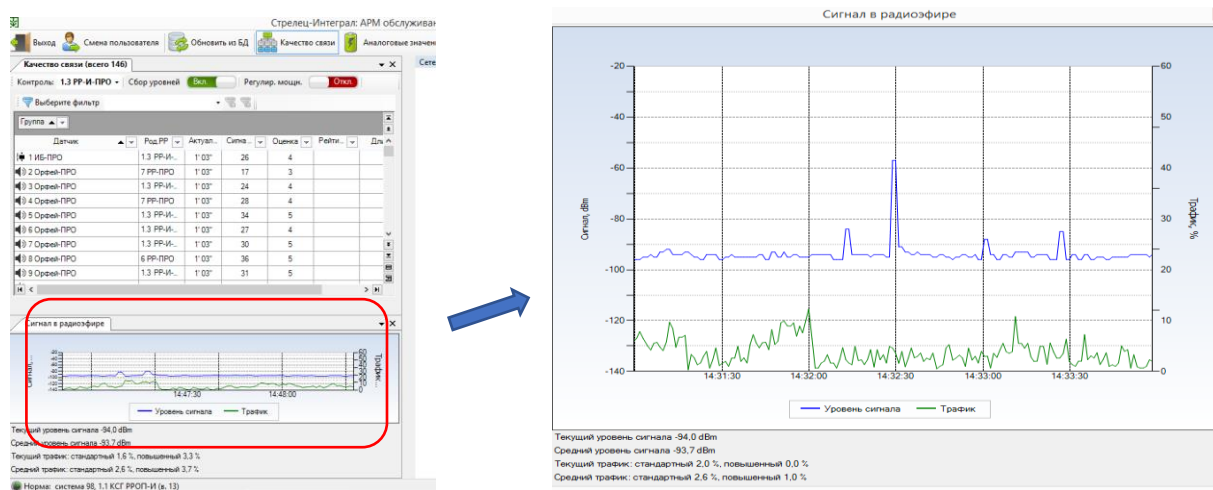 Стрелец-Интеграл: АРМ обслужива
Выход Смена пользователя Обновить из БД Качество связи Аналоговые значен
Качество связи (всего 146)
Сете
Контроль: 1.3 РР-И-ПРО Сбор уровней Вкл. Регулир. мощн. Откл.
Выберите фильтр
Группа
Датчик Род.РР Актуал... Сигна... Оценка Рейти... Дл
1 ИБ-ПРО 1.3 РР-И-... 1' 03" 26 4
2 Орфей-ПРО 7 РР-ПРО 1' 03" 17 3
3 Орфей-ПРО 1.3 РР-И-... 1' 03" 24 4
4 Орфей-ПРО 7 РР-ПРО 1' 03" 28 4
5 Орфей-ПРО 1.3 РР-И-... 1' 03" 34 5
6 Орфей-ПРО 1.3 РР-И-... 1' 03" 27 4
7 Орфей-ПРО 1.3 РР-И-... 1' 03" 30 5
8 Орфей-ПРО 6 РР-ПРО 1' 03" 36 5
9 Орфей-ПРО 1.3 РР-И-... 1' 03" 31 5
Сигнал в радиоэфире
Сигнал,...
Трафик...
14:47:30 14:48:00
Уровень сигнала Трафик
Текущий уровень сигнала -94,0 dBm
Средний уровень сигнала -93,7 dBm
Текущий трафик: стандартный 1,6 %, повышенный 3,3 %
Средний трафик: стандартный 2,6 %, повышенный 3,7 %
Норма: система 98, 1.1 КСГ РРОП-И (в. 13)
Сигнал в радиоэфире
-20 60
-40 50
-60 40
-80 30
-100 20
-120 10
-140 0
Сигнал, dBm
Трафик, %
14:31:30 14:32:00 14:32:30 14:33:00 14:33:30
Уровень сигнала Трафик
Текущий уровень сигнала -94,0 dBm
Средний уровень сигнала -93,7 dBm
Текущий трафик: стандартный 2,0 %, повышенный 0,0 %
Средний трафик: стандартный 2,6 %, повышенный 1,0 %